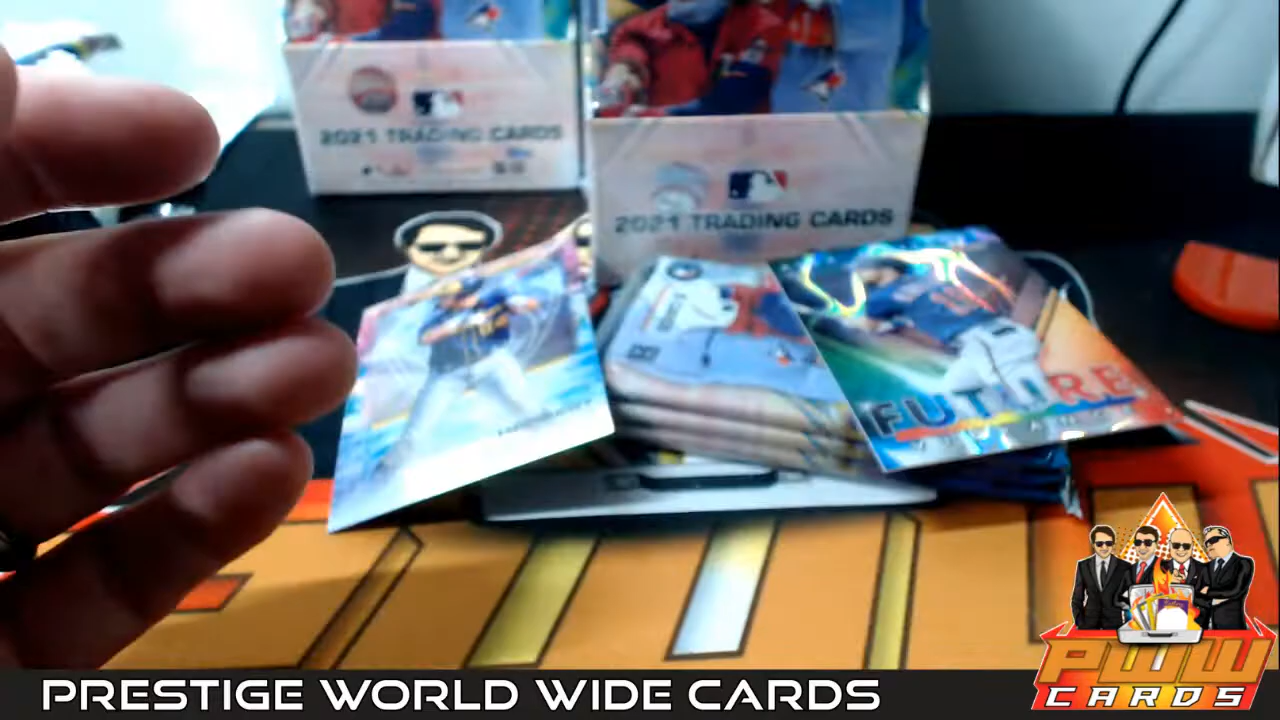 2021 TRADING CARDS
2021 TRADING CARDS
FUTURE
PWW
CARDS
PRESTIGE WORLD WIDE CARDS